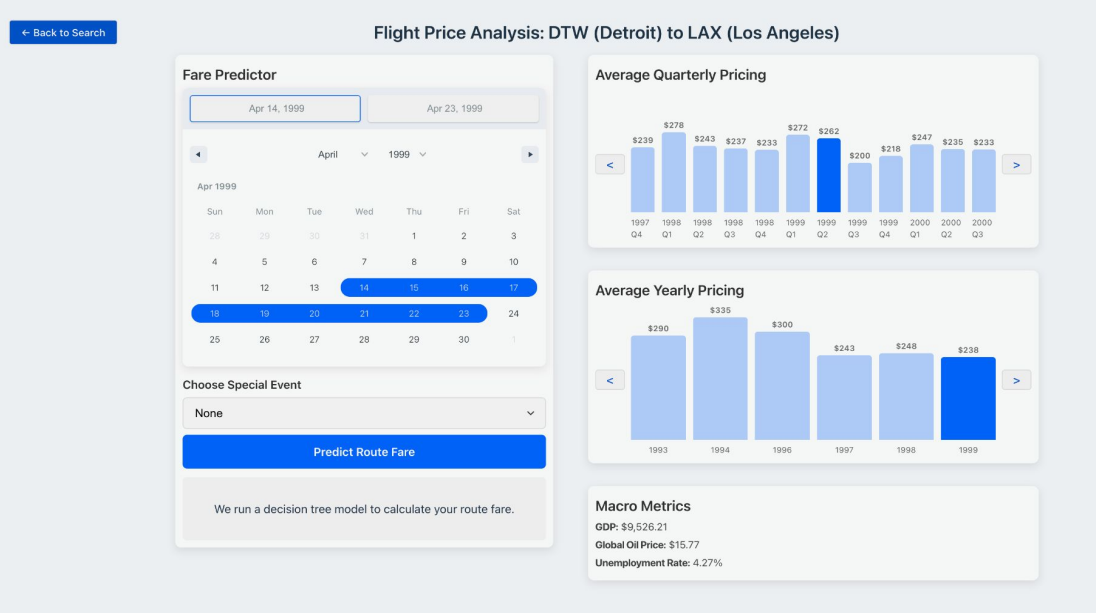 ← Back to Search
Flight Price Analysis: DTW (Detroit) to LAX (Los Angeles)
Fare Predictor
Apr 14, 1999 Apr 23, 1999
April 1999
Apr 1999
Sun Mon Tue Wed Thu Fri Sat
28 29 30 31 1 2 3
4 5 6 7 8 9 10
11 12 13 14 15 16 17
18 19 20 21 22 23 24
25 26 27 28 29 30 1
Choose Special Event
None
Predict Route Fare
We run a decision tree model to calculate your route fare.
Average Quarterly Pricing
$239 $278 $243 $237 $233 $272 $262 $200 $218 $247 $235 $233
< >
1997 1998 1998 1998 1998 1999 1999 1999 1999 2000 2000 2000
Q4 Q1 Q2 Q3 Q4 Q1 Q2 Q3 Q4 Q1 Q2 Q3
Average Yearly Pricing
$290 $335 $300 $243 $248 $238
< >
1993 1994 1996 1997 1998 1999
Macro Metrics
GDP: $9,526.21
Global Oil Price: $15.77
Unemployment Rate: 4.27%